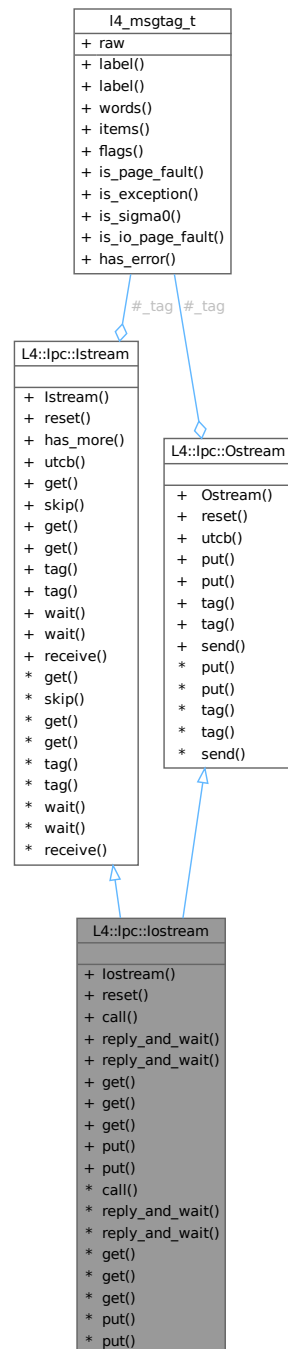 l4_msgtag_t
+ raw
+ label()
+ label()
+ words()
+ items()
+ flags()
+ is_page_fault()
+ is_exception()
+ is_sigma0()
+ is_io_page_fault()
+ has_error()
#_tag #_tag
L4::Ipc::Istream
+ Istream()
+ reset()
+ has_more()
+ utcb()
+ get()
+ skip()
+ get()
+ get()
+ tag()
+ tag()
+ wait()
+ wait()
+ receive()
* get()
* skip()
* get()
* get()
* tag()
* tag()
* wait()
* wait()
* receive()
L4::Ipc::Ostream
+ Ostream()
+ reset()
+ utcb()
+ put()
+ put()
+ tag()
+ tag()
+ send()
* put()
* put()
* tag()
* tag()
* send()
L4::Ipc::Iostream
+ Iostream()
+ reset()
+ call()
+ reply_and_wait()
+ reply_and_wait()
+ get()
+ get()
+ get()
+ put()
+ put()
* call()
* reply_and_wait()
* reply_and_wait()
* get()
* get()
* get()
* put()
* put()